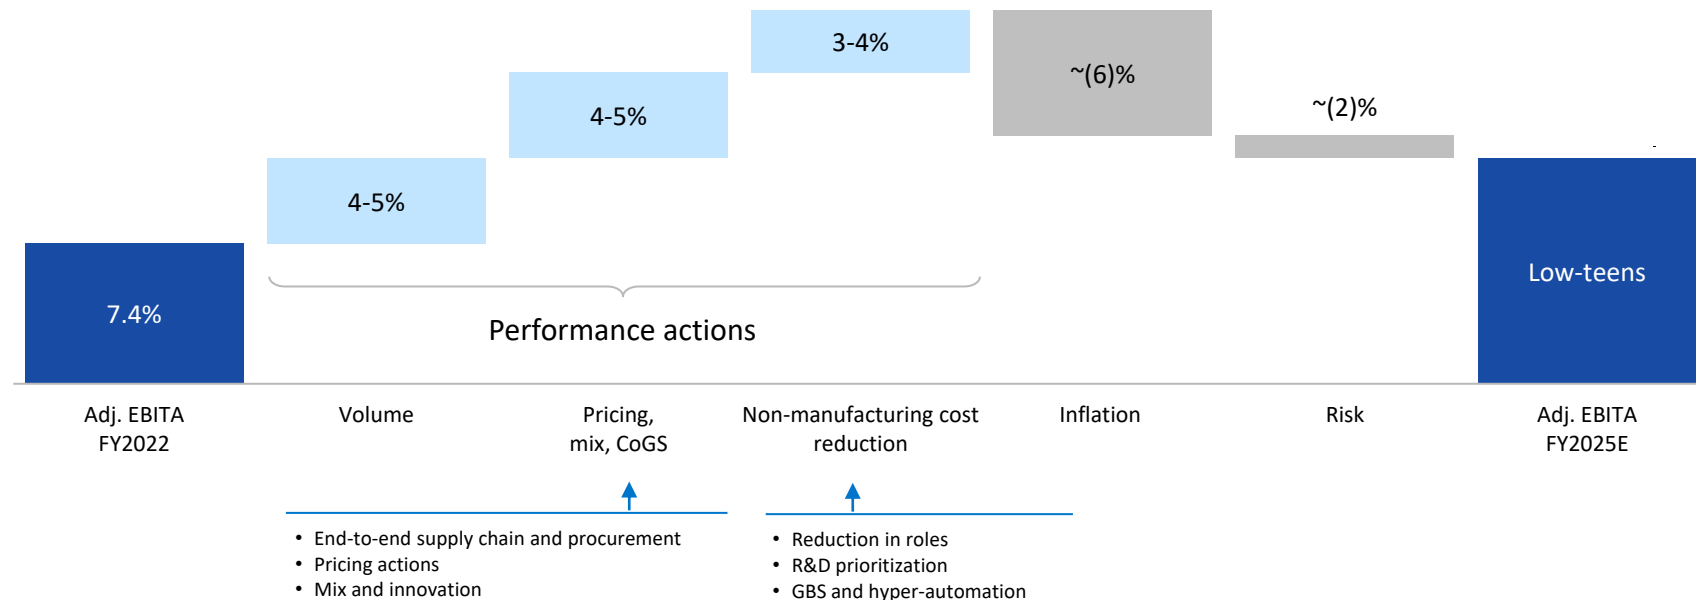 3-4%
~(6)%
4-5%
~(2)%
4-5%
Low-teens
7.4%
Performance actions
Adj. EBITA
FY2022
Volume
Pricing,
mix, CoGS
Non-manufacturing cost
reduction
Inflation
Risk
Adj. EBITA
FY2025E
• End-to-end supply chain and procurement
• Pricing actions
• Mix and innovation
• Reduction in roles
• R&D prioritization
• GBS and hyper-automation